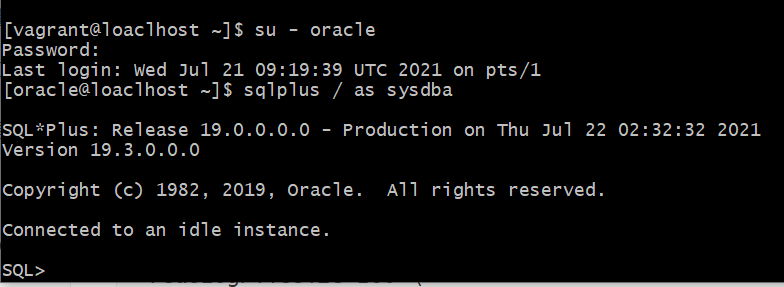 [vagrant@loaclhost ~]$ su - oracle
Password:
Last login: Wed Jul 21 09:19:39 UTC 2021 on pts/1
[oracle@loaclhost ~]$ sqlplus / as sysdba
SQL*Plus: Release 19.0.0.0.0 - Production on Thu Jul 22 02:32:32 2021
Version 19.3.0.0.0
Copyright (c) 1982, 2019, Oracle.  All rights reserved.
Connected to an idle instance.
SQL>